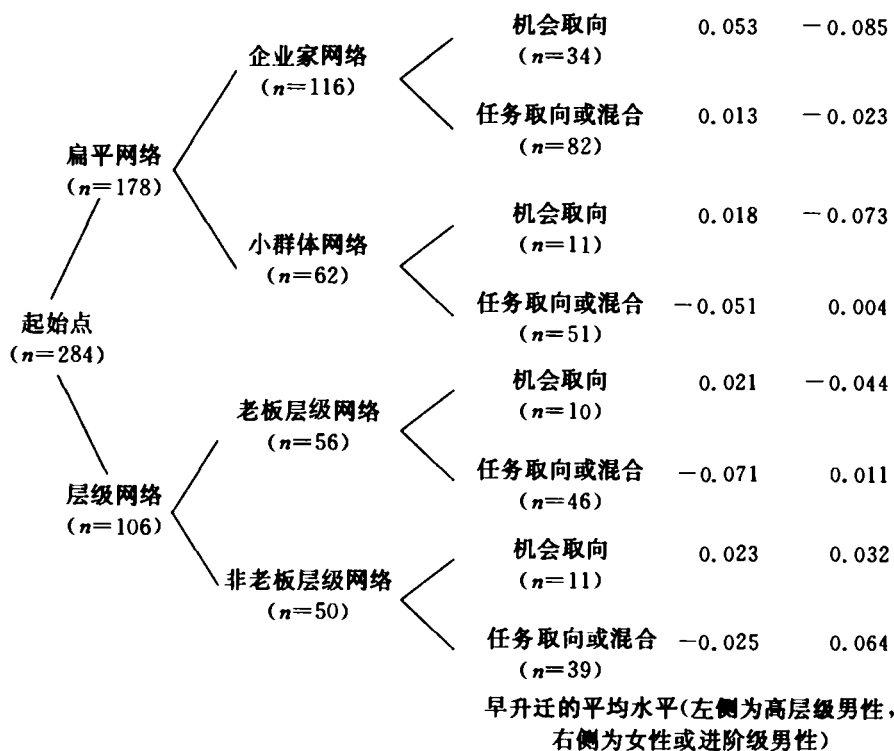 机会取向 0.053 －0.085
企业家网络 (n=34)
(n=116)
任务取向或混合 0.013 －0.023
扁平网络 (n=82)
(n=178)
机会取向 0.018 －0.073
小群体网络 (n=11)
(n=62)
任务取向或混合 －0.051 0.004
起始点 (n=51)
(n=284)
机会取向 0.021 －0.044
老板层级网络 (n=10)
(n=56)
任务取向或混合 －0.071 0.011
层级网络 (n=46)
(n=106)
机会取向 0.023 0.032
非老板层级网络 (n=11)
(n=50)
任务取向或混合 －0.025 0.064
(n=39)
早升迁的平均水平(左侧为高层级男性，
右侧为女性或进阶级男性)